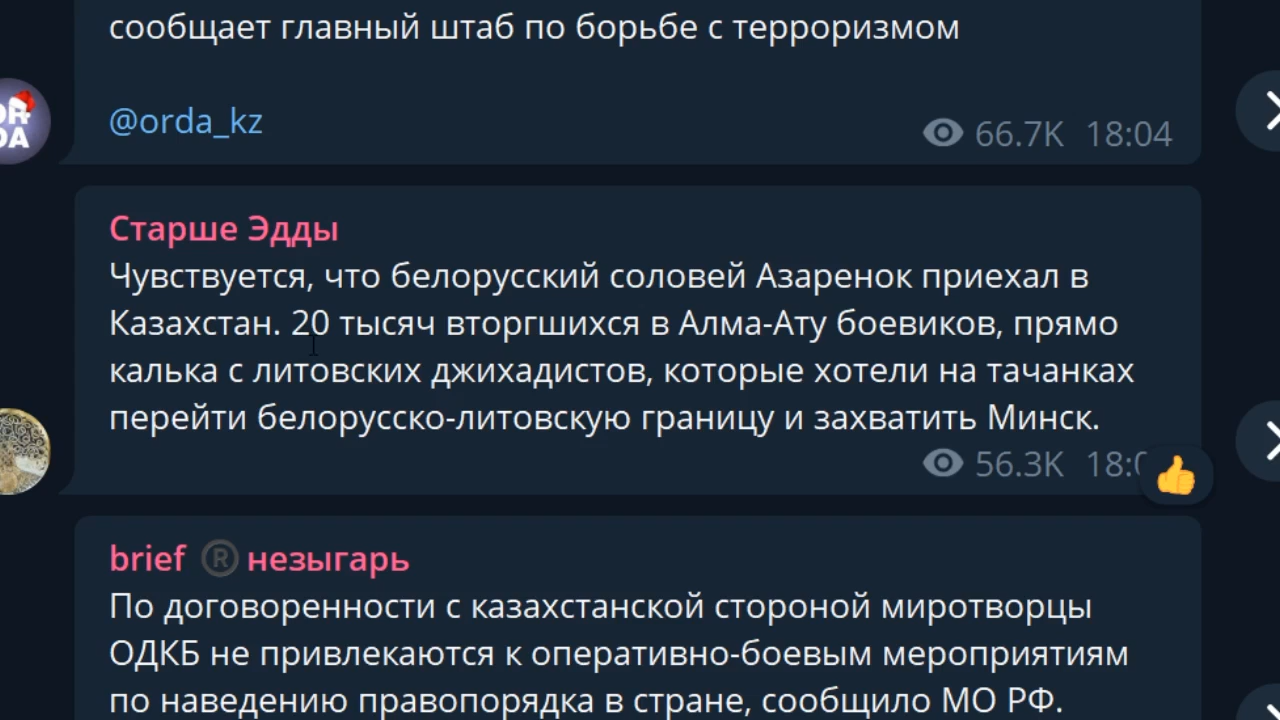 сообщает главный штаб по борьбе с терроризмом
@orda_kz
66.7K 18:04
Старше Эдды
Чувствуется, что белорусский соловей Азаренок приехал в
Казахстан. 20 тысяч вторгшихся в Алма-Ату боевиков, прямо
калька с литовских джихадистов, которые хотели на тачанках
перейти белорусско-литовскую границу и захватить Минск.
56.3K
brief ® незыгарь
По договоренности с казахстанской стороной миротворцы
ОДКБ не привлекаются к оперативно-боевым мероприятиям
по наведению правопорядка в стране, сообщило МО РФ.